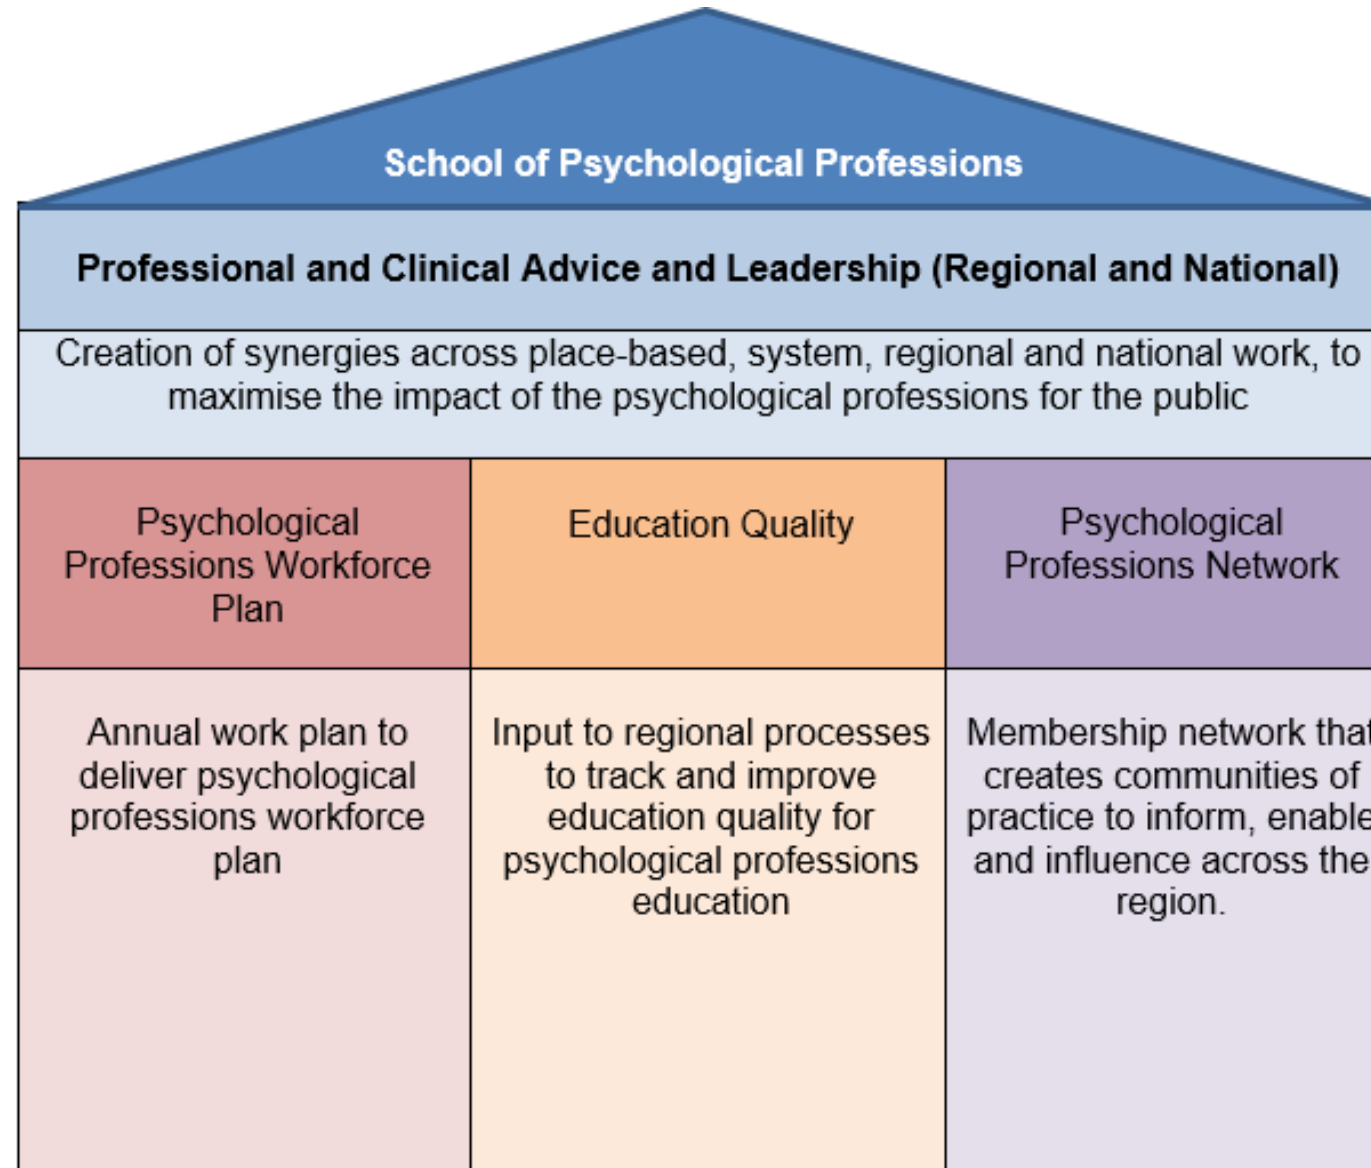 School of Psychological Professions
Professional and Clinical Advice and Leadership (Regional and National)
Creation of synergies across place-based, system, regional and national work, to
maximise the impact of the psychological professions for the public
Psychological
Professions Workforce
Plan
Education Quality
Psychological
Professions Network
Annual work plan to
deliver psychological
professions workforce
plan
Input to regional processes
to track and improve
education quality for
psychological professions
education
Membership network that
creates communities of
practice to inform, enable
and influence across the
region.